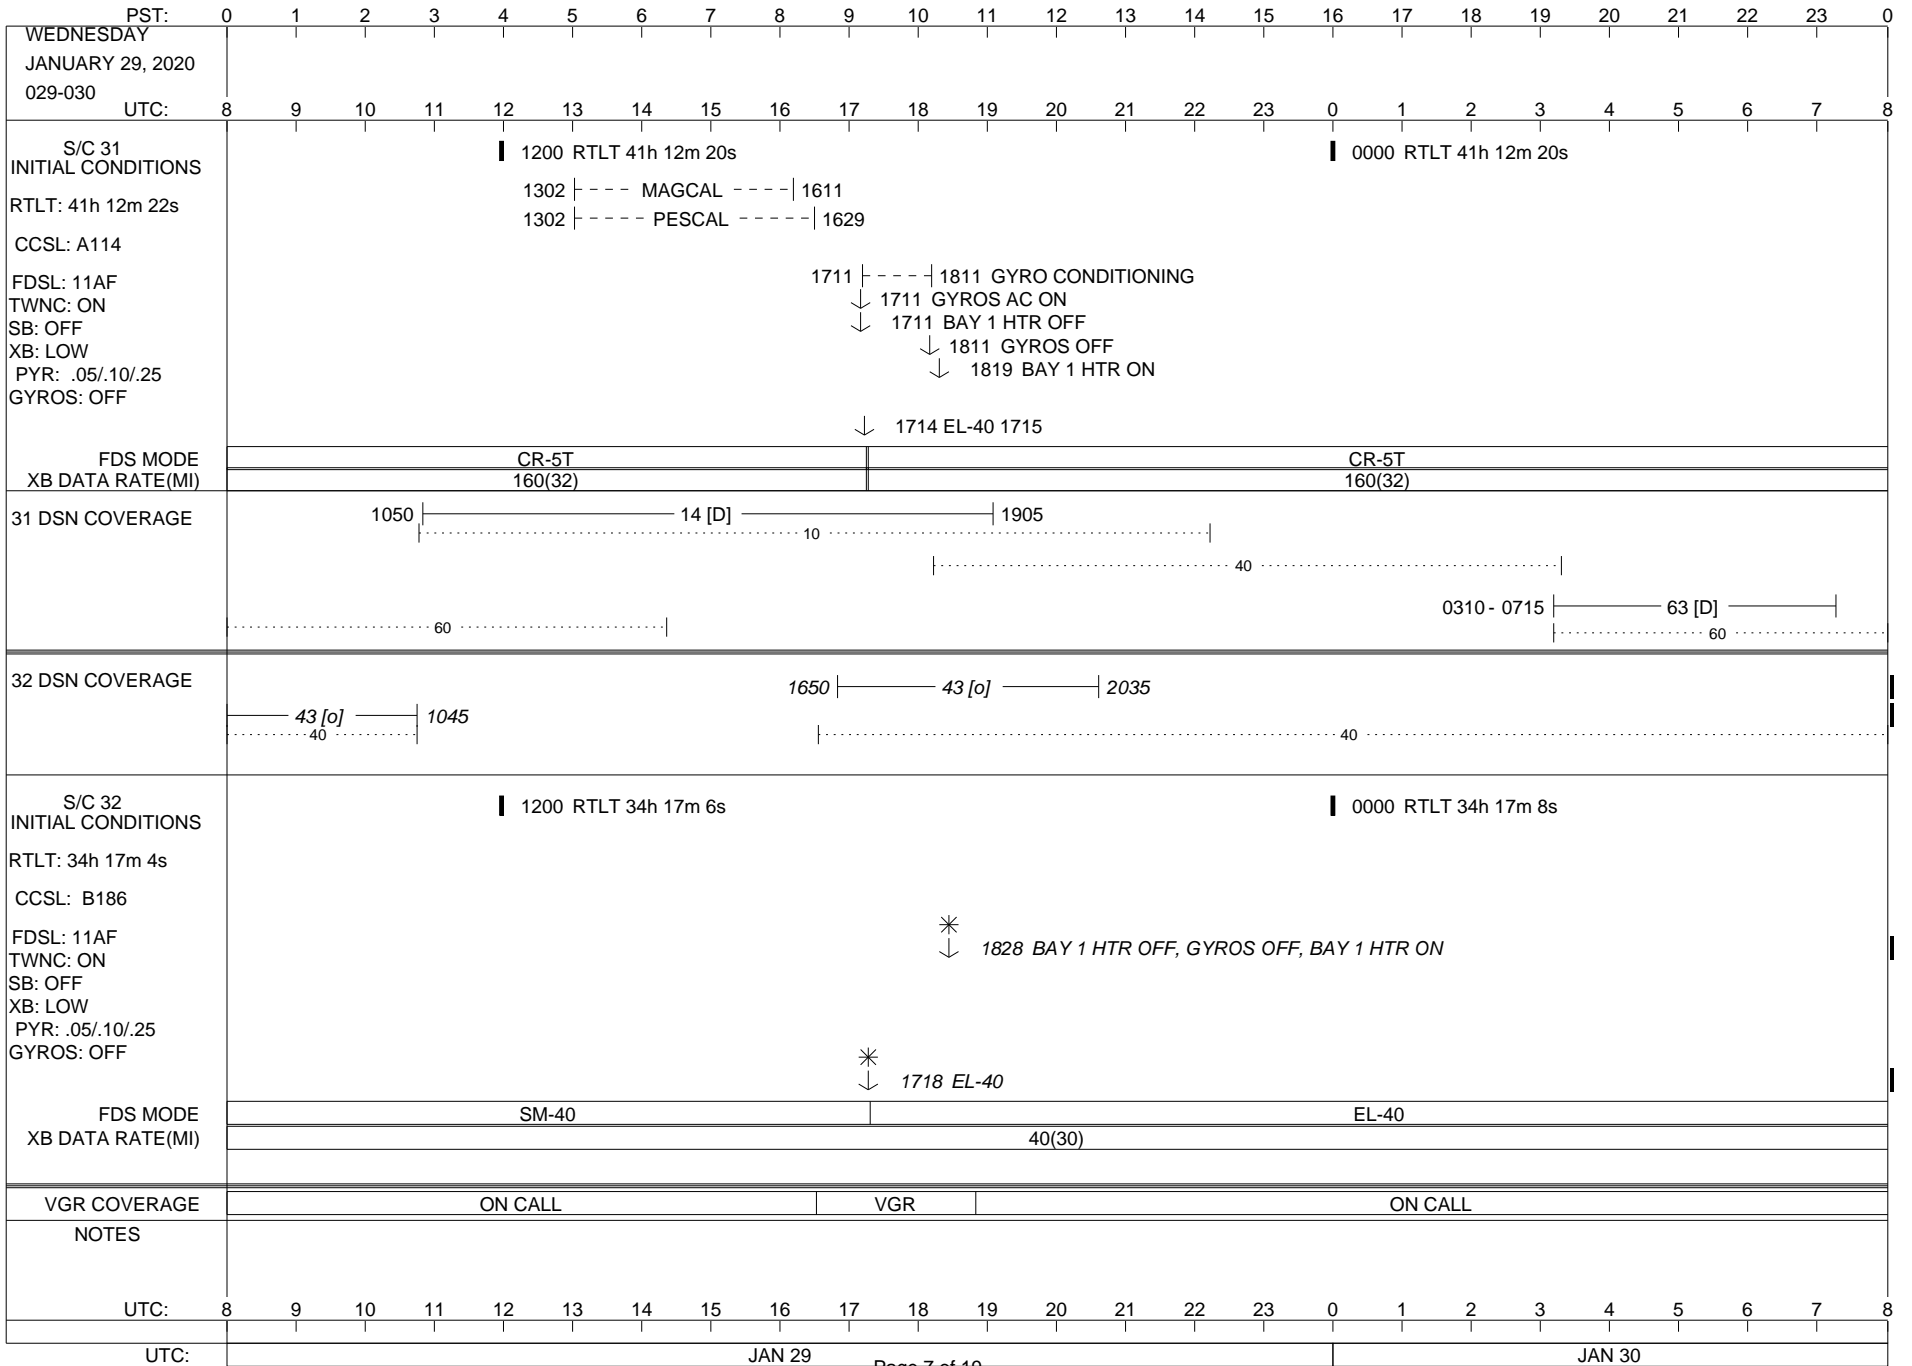 PST: 0 1 2 3 4 5 6 7 8 9 10 11 12 13 14 15 16 17 18 19 20 21 22 23 0
WEDNESDAY
JANUARY 29, 2020
029-030
UTC: 8 9 10 11 12 13 14 15 16 17 18 19 20 21 22 23 0 1 2 3 4 5 6 7 8
S/C 31
INITIAL CONDITIONS
RTLT: 41h 12m 22s
CCSL: A114
FDSL: 11AF
TWNC: ON
SB: OFF
XB: LOW
PYR: .05/.10/.25
GYROS: OFF
1200 RTLT 41h 12m 20s
0000 RTLT 41h 12m 20s
1302 MAGCAL 1611
1302 PESCAL 1629
1711 1811 GYRO CONDITIONING
1711 GYROS AC ON
1711 BAY 1 HTR OFF
1811 GYROS OFF
1819 BAY 1 HTR ON
1714 EL-40 1715
FDS MODE CR-5T CR-5T
XB DATA RATE(MI) 160(32) 160(32)
31 DSN COVERAGE
1050 14 [D] 1905
10
40
0310 - 0715 63 [D]
60 60
32 DSN COVERAGE
1650 43 [o] 2035
43 [o] 1045
40 40
S/C 32
INITIAL CONDITIONS
RTLT: 34h 17m 4s
CCSL: B186
FDSL: 11AF
TWNC: ON
SB: OFF
XB: LOW
PYR: .05/.10/.25
GYROS: OFF
1200 RTLT 34h 17m 6s
0000 RTLT 34h 17m 8s
1828 BAY 1 HTR OFF, GYROS OFF, BAY 1 HTR ON
1718 EL-40
FDS MODE SM-40 EL-40
XB DATA RATE(MI) 40(30)
VGR COVERAGE ON CALL VGR ON CALL
NOTES
UTC: 8 9 10 11 12 13 14 15 16 17 18 19 20 21 22 23 0 1 2 3 4 5 6 7 8
UTC: JAN 29 JAN 30
Page 7 of 19